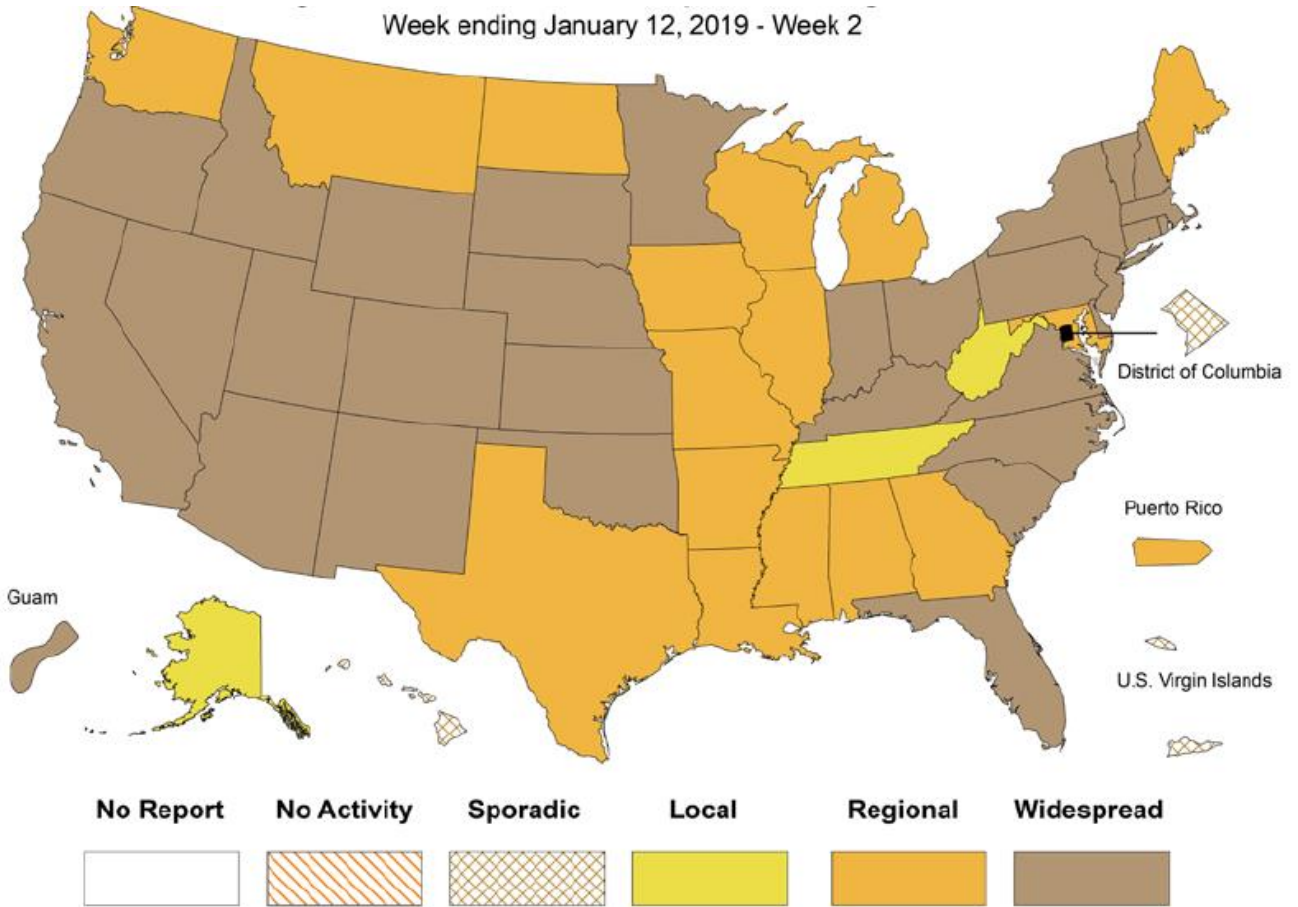 Week ending January 12, 2019 - Week 2
District of Columbia
Puerto Rico
Guam
U.S. Virgin Islands
No Report No Activity Sporadic Local Regional Widespread